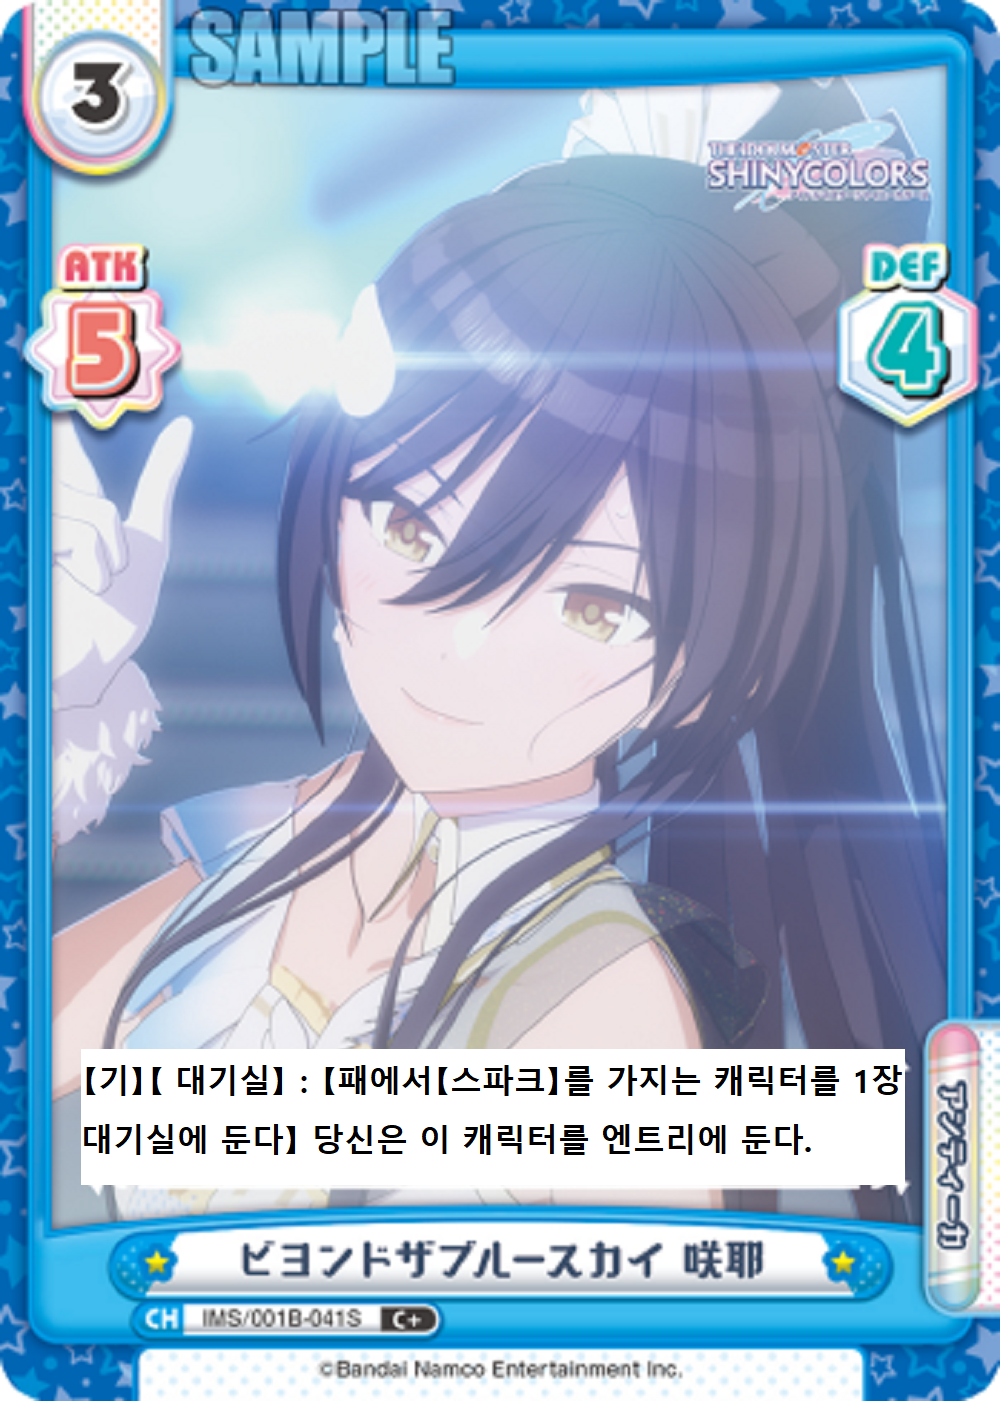 SAMPLE
3
THE IDOLM@STER
SHINYCOLORS
ATK
5
DEF
4
【기】【 대기실】 : 【패에서【스파크】를 가지는 캐릭터를 1장
대기실에 둔다】 당신은 이 캐릭터를 엔트리에 둔다.
アンティーカ
ビヨンドザブルースカイ 咲耶
CH IMS/001B-041S C+
©Bandai Namco Entertainment Inc.